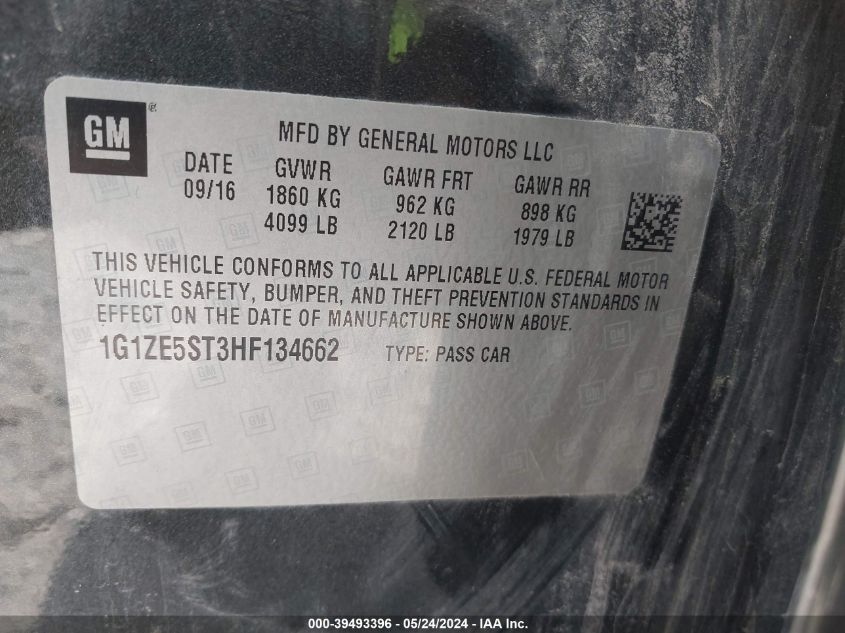 GM ®
MFD BY GENERAL MOTORS LLC
DATE GVWR GAWR FRT GAWR RR
09/16 1860 KG 962 KG 898 KG
4099 LB 2120 LB 1979 LB
THIS VEHICLE CONFORMS TO ALL APPLICABLE U.S. FEDERAL MOTOR
VEHICLE SAFETY, BUMPER, AND THEFT PREVENTION STANDARDS IN
EFFECT ON THE DATE OF MANUFACTURE SHOWN ABOVE.
1G1ZE5ST3HF134662 TYPE: PASS CAR
000-39493396 - 05/24/2024 - IAA Inc.